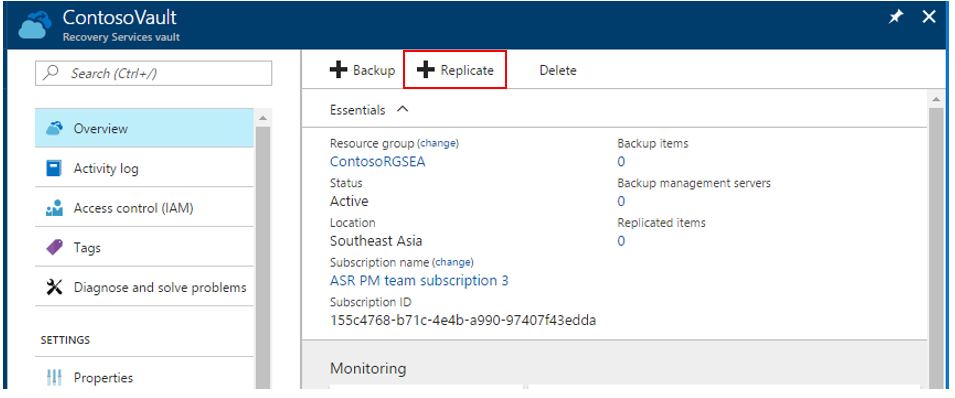 ContosoVault
Recovery Services vault
Search (Ctrl+/)
Overview
Activity log
Access control (IAM)
Tags
Diagnose and solve problems
SETTINGS
Properties
Backup Replicate Delete
Essentials
Resource group (change)
ContosoRGSEA
Status
Active
Location
Southeast Asia
Subscription name (change)
ASR PM team subscription 3
Subscription ID
155c4768-b71c-4e4b-a990-97407f43edda
Backup items
0
Backup management servers
0
Replicated items
0
Monitoring